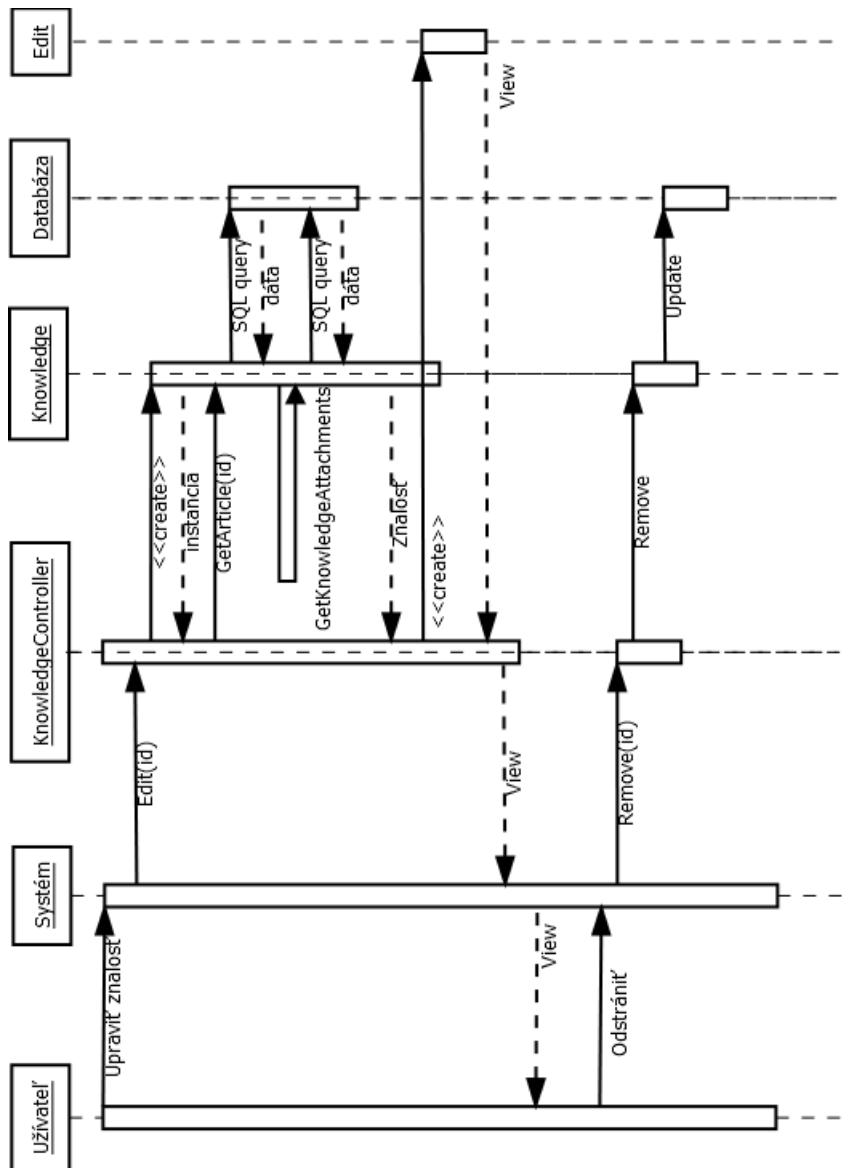 Užívateľ
Systém
KnowledgeController
Knowledge
Databáza
Edit
Upraviť znalosť
Edit(id)
<<create>>
instancia
GetArticle(id)
SQL query
dáta
GetKnowledgeAttachments
SQL query
dáta
Znalosť
<<create>>
View
View
View
Odstrániť
Remove(id)
Remove
Update